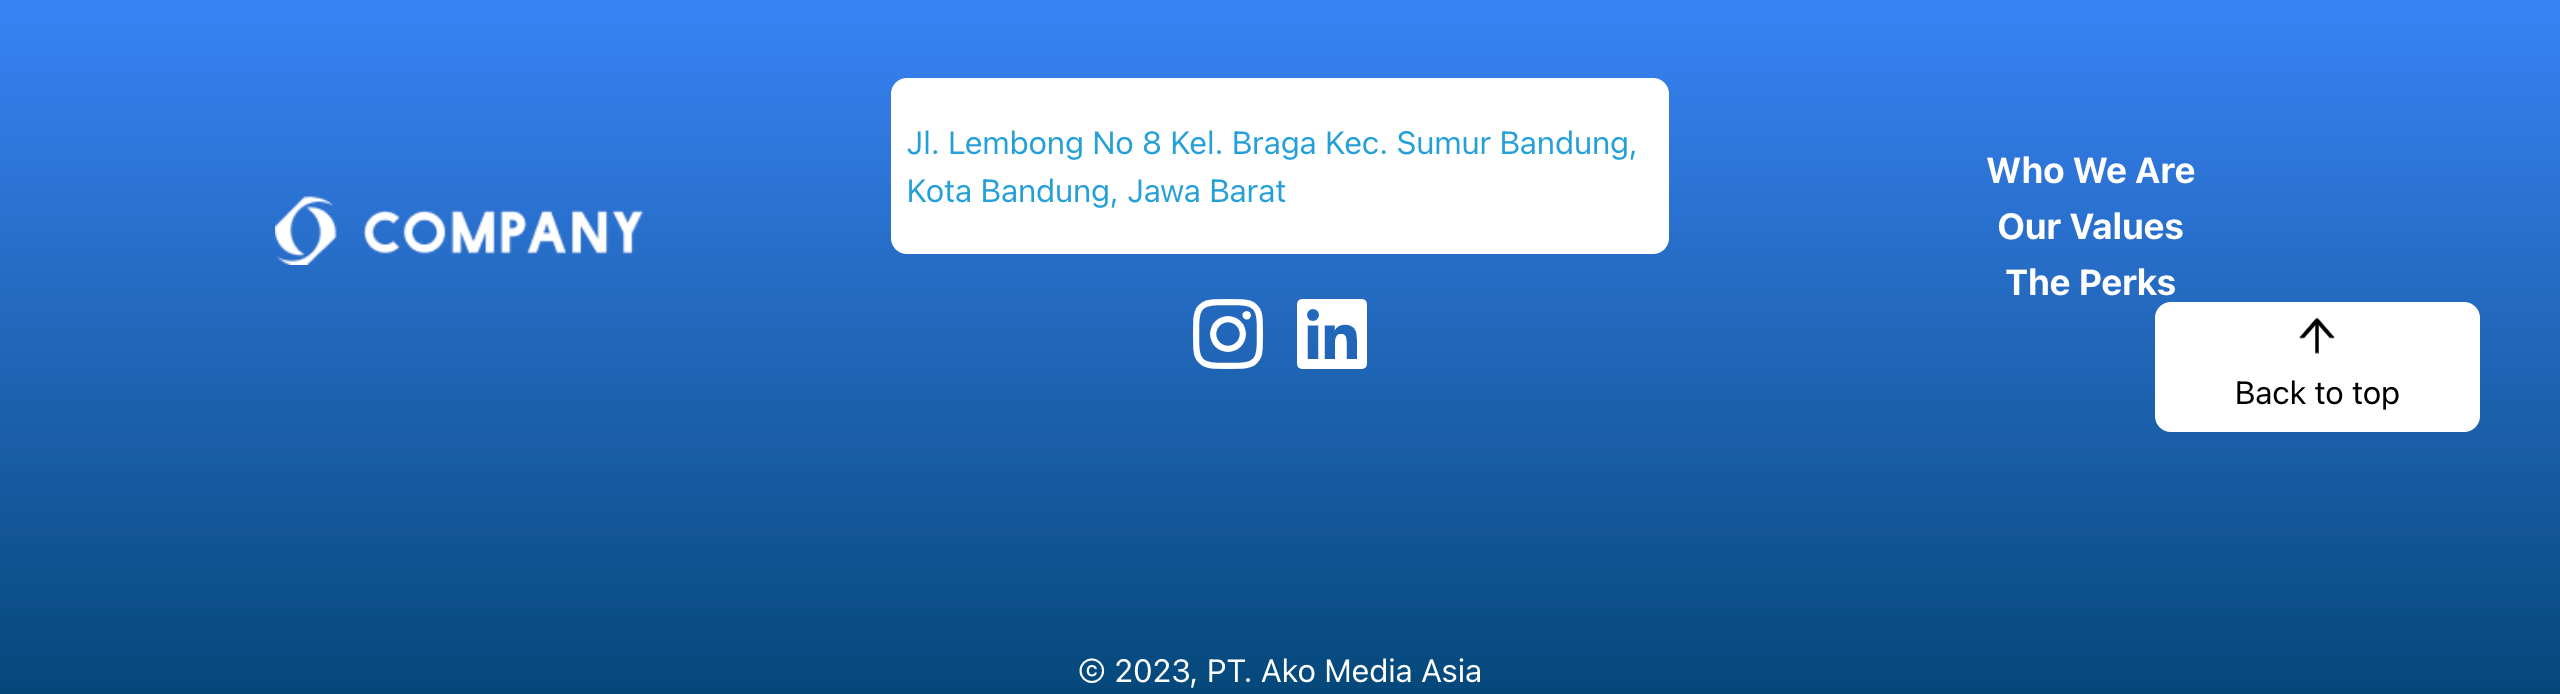 COMPANY
Jl. Lembong No 8 Kel. Braga Kec. Sumur Bandung,
Kota Bandung, Jawa Barat
in
Who We Are
Our Values
The Perks
Back to top
© 2023, PT. Ako Media Asia